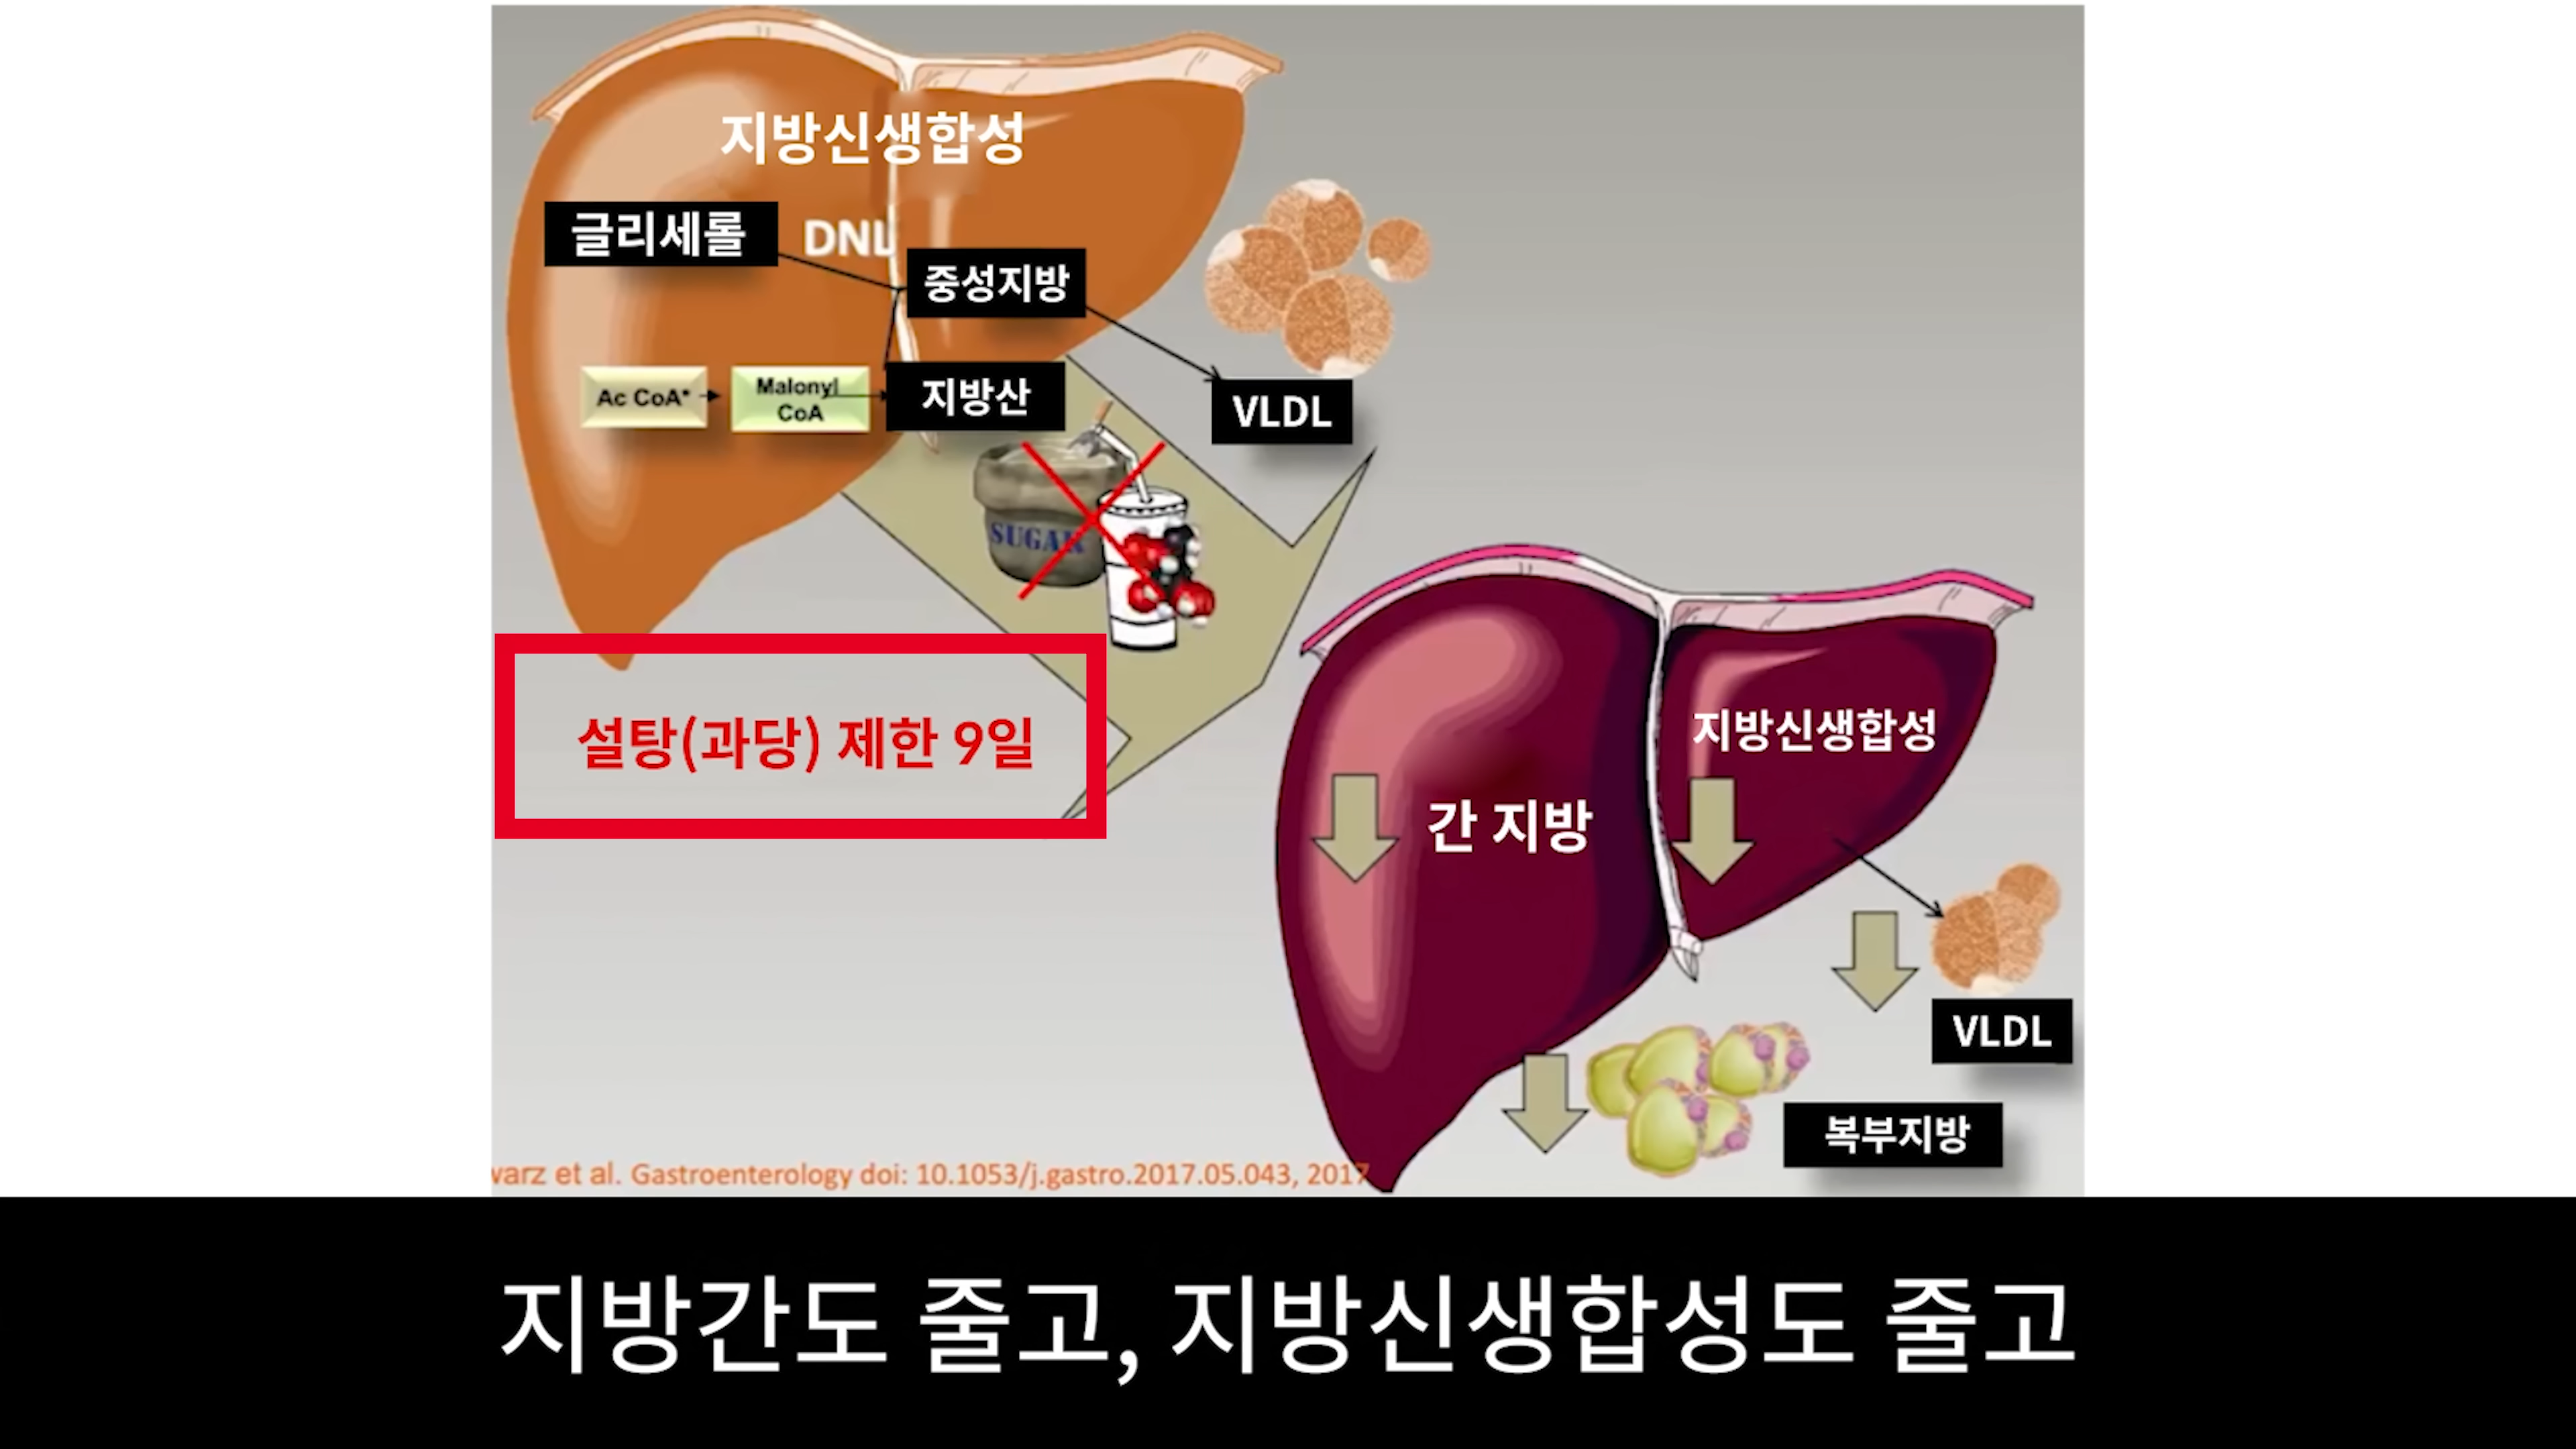 지방신생합성
글리세롤
DNL
중성지방
Ac CoA*
Malonyl
CoA
지방산
VLDL
SUGAR
설탕(과당) 제한 9일
지방신생합성
간 지방
VLDL
복부지방
warz et al. Gastroenterology doi: 10.1053/j.gastro.2017.05.043, 2017
지방간도 줄고, 지방신생합성도 줄고